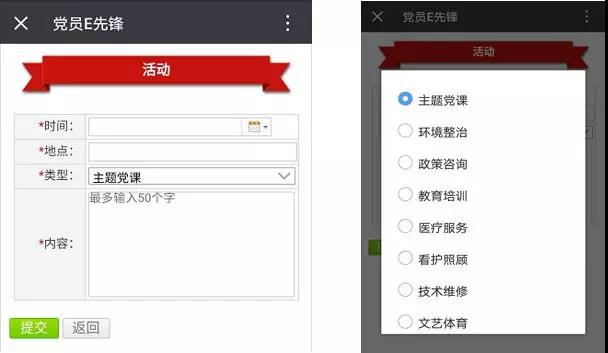 党员E先锋
活动
*时间：
*地点：
*类型： 主题党课
*内容： 最多输入50个字
提交 返回
党员E先锋
活动
主题党课
环境整治
政策咨询
教育培训
医疗服务
看护照顾
技术维修
文艺体育